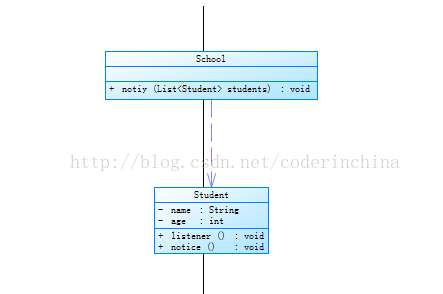 School
+ notiy (List<Student> students) : void
http://blog.csdn.net/coderinchina
Student
- name : String
- age : int
+ listener () : void
+ notice () : void